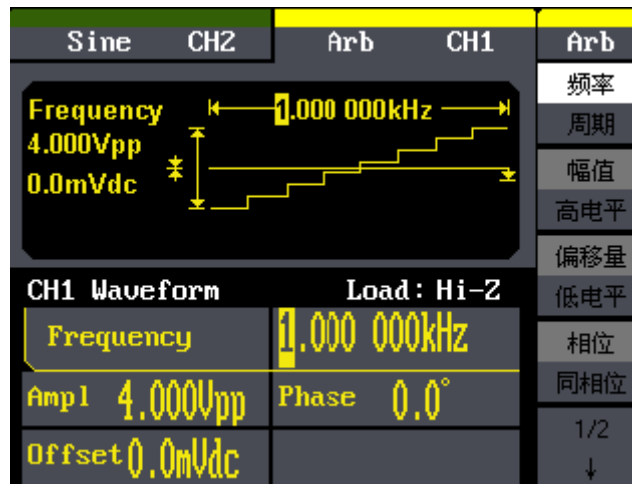 Sine CH2 Arb CH1 Arb
Frequency 1.000 000kHz
4.000Vpp
0.0mVdc
CH1 Waveform Load: Hi-Z
Frequency 1.000 000kHz
Ampl 4.000Vpp Phase 0.0°
Offset 0.0mVdc
频率
周期
幅值
高电平
偏移量
低电平
相位
同相位
1/2
↓